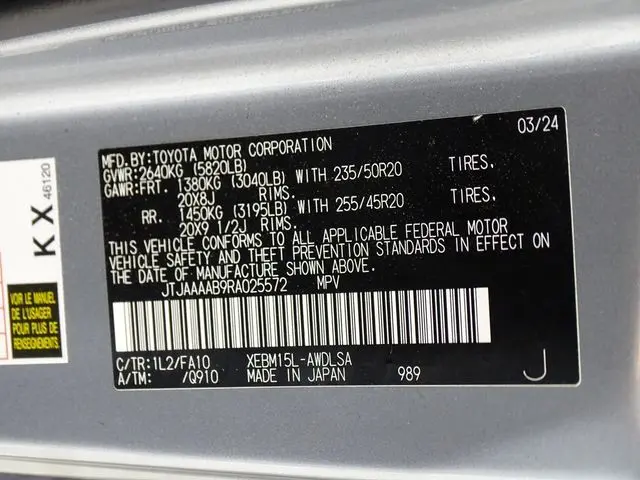 03/24
MFD.BY:TOYOTA MOTOR CORPORATION
GVWR:2640KG (5820LB)
GAWR:FRT. 1380KG (3040LB) WITH 235/50R20 TIRES,
20X8J RIMS.
RR. 1450KG (3195LB) WITH 255/45R20 TIRES,
20X9 1/2J RIMS.
THIS VEHICLE CONFORMS TO ALL APPLICABLE FEDERAL MOTOR
VEHICLE SAFETY AND THEFT PREVENTION STANDARDS IN EFFECT ON
THE DATE OF MANUFACTURE SHOWN ABOVE.
JTJAAAAB9RA025572 MPV
C/TR:1L2/FA10 XEBM15L-AWDLSA
A/TM: /Q910 MADE IN JAPAN 989 J
KX
46120
VOIR LE MANUEL
D'UTILISATION
POUR PLUS DE
RENSEIGNEMENTS